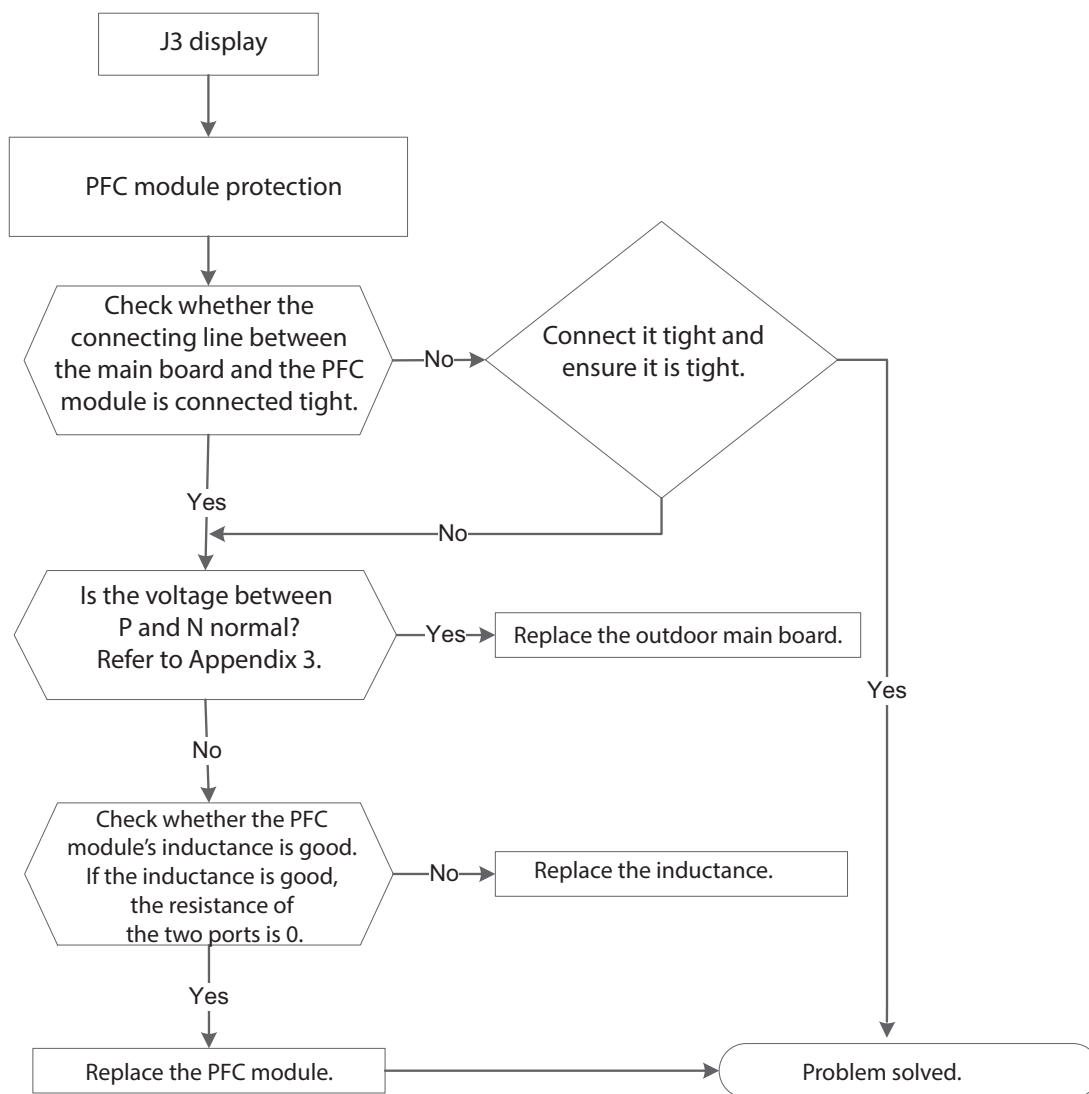 J3 display
PFC module protection
Check whether the
connecting line between
the main board and the PFC
module is connected tight.
No
Connect it tight and
ensure it is tight.
Yes
No
Is the voltage between
P and N normal?
Refer to Appendix 3.
Yes
Replace the outdoor main board.
Yes
No
Check whether the PFC
module’s inductance is good.
If the inductance is good,
the resistance of
the two ports is 0.
No
Replace the inductance.
Yes
Replace the PFC module.
Problem solved.